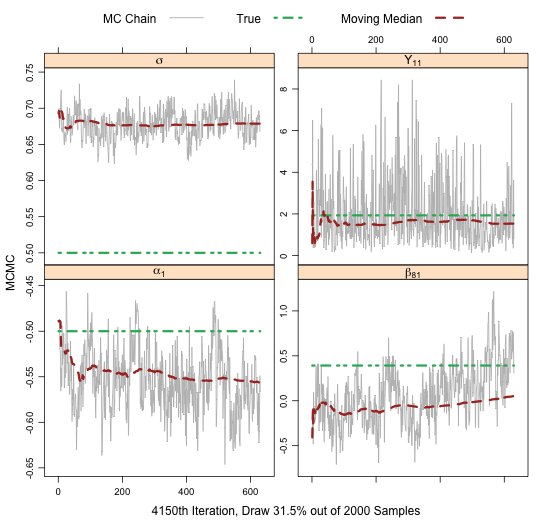 MC Chain True Moving Median
0 200 400 600
σ Υ₁₁
0.75
0.70
0.65
0.60
0.55
0.50
8
6
4
2
0
MCMC
α₁ β₈₁
-0.45
-0.50
-0.55
-0.60
-0.65
1.0
0.5
0.0
-0.5
0 200 400 600
4150th Iteration, Draw 31.5% out of 2000 Samples